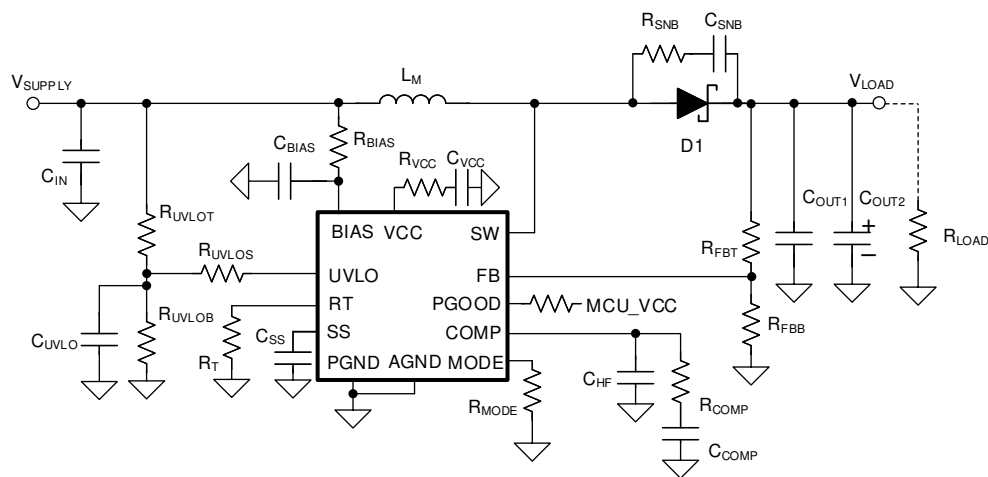 RSNB
CSNB
VSUPPLY
LM
VLOAD
D1
CIN
CBIAS
RBIAS
RVCC
CVCC
RUVLOT
BIAS
VCC
SW
COUT1
COUT2
+
−
RLOAD
RFBT
RUVLOS
UVLO
FB
RT
PGOOD
MCU_VCC
RUVLOB
CUVLO
RT
CSS
SS
COMP
RFBB
PGND
AGND
MODE
CHF
RMODE
RCOMP
CCOMP